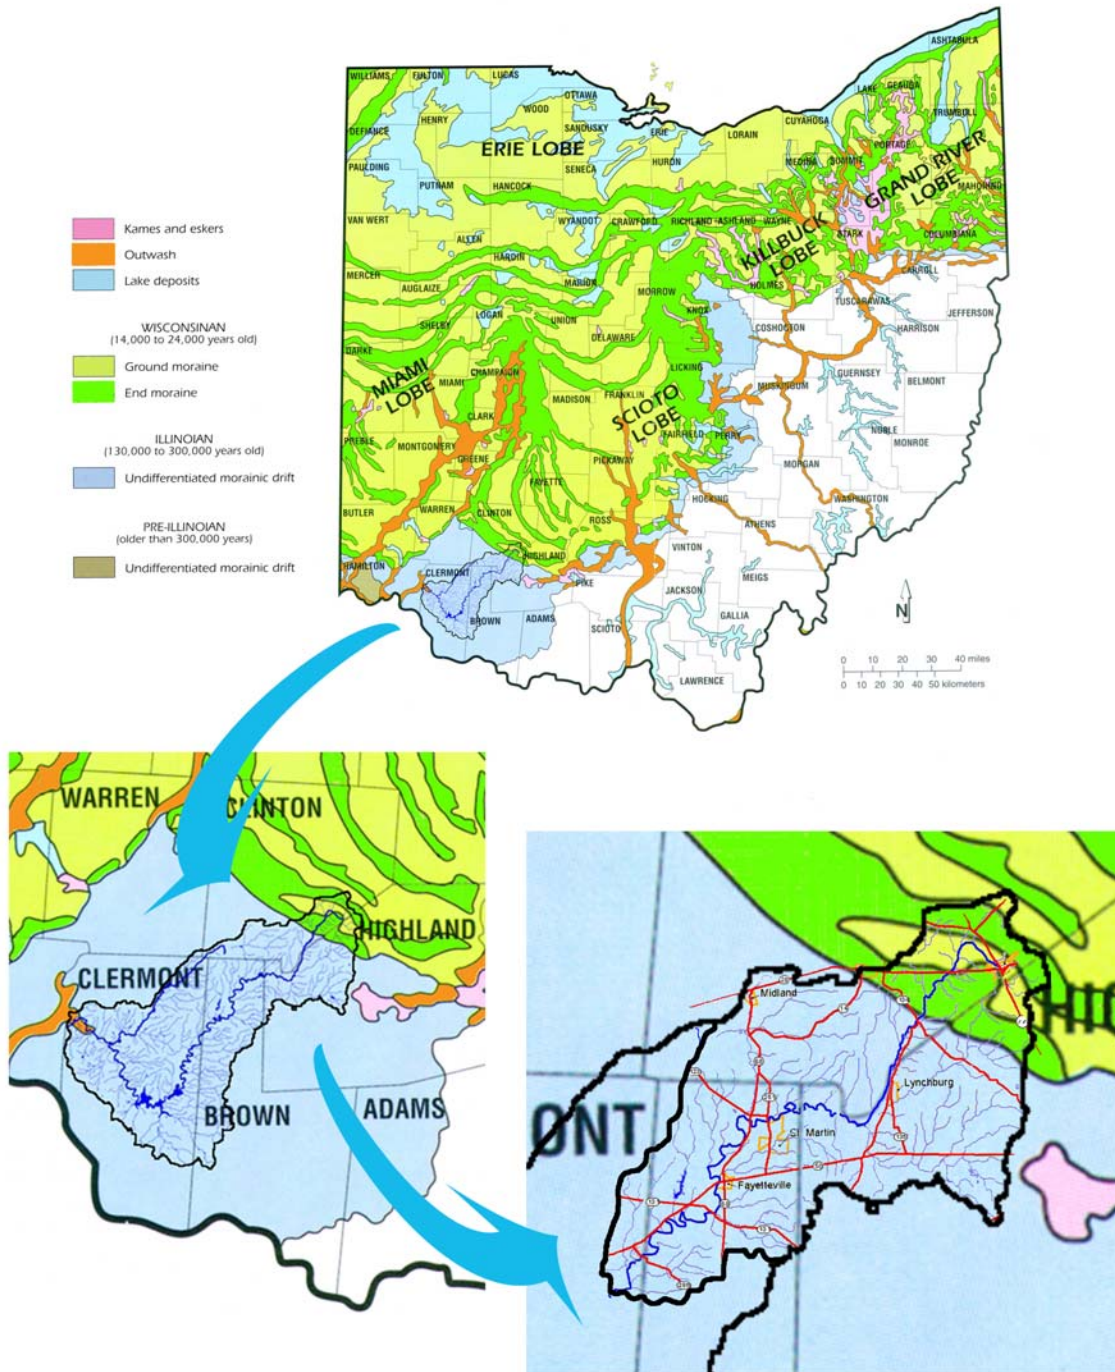 Kames and eskers
Outwash
Lake deposits
WISCONSINAN
(14,000 to 24,000 years old)
Ground moraine
End moraine
ILLINOIAN
(130,000 to 300,000 years old)
Undifferentiated morainic drift
PRE-ILLINOIAN
(older than 300,000 years)
Undifferentiated morainic drift
ASHTABULA
WILLIAMS
FULTON
LUCAS
OTTAWA
LAKE
GEAUGA
DEFIANCE
HENRY
WOOD
SANDUSKY
ERIE
LORAIN
CUYAHOGA
TRUMBULL
PORTAGE
ERIE LOBE
PAULDING
PUTNAM
HANCOCK
SENECA
HURON
MEDINA
SUMMIT
GRAND RIVER
LOBE
MAHONING
VAN WERT
ALLEN
WYANDOT
CRAWFORD
RICHLAND
ASHLAND
WAYNE
STARK
COLUMBIANA
KILLBUCK
LOBE
MERCER
AUGLAIZE
HARDIN
MARION
MORROW
HOLMES
CARROLL
TUSCARAWAS
JEFFERSON
HARRISON
SHELBY
LOGAN
UNION
DELAWARE
KNOX
COSHOCTON
DARKE
MIAMI
LOBE
MIAMI
CHAMPAIGN
CLARK
MADISON
FRANKLIN
LICKING
MUSKINGUM
GUERNSEY
BELMONT
SCIOTO
LOBE
PREBLE
MONTGOMERY
GREENE
FAYETTE
PICKAWAY
FAIRFIELD
PERRY
MORGAN
NOBLE
MONROE
BUTLER
WARREN
CLINTON
ROSS
HOCKING
ATHENS
WASHINGTON
HAMILTON
CLERMONT
HIGHLAND
PIKE
VINTON
MEIGS
BROWN
ADAMS
SCIOTO
JACKSON
GALLIA
LAWRENCE
N
0 10 20 30 40 miles
0 10 20 30 40 50 kilometers
WARREN
CLINTON
HIGHLAND
CLERMONT
BROWN
ADAMS
HI
ONT
Midland
Lynchburg
St Martin
Fayetteville